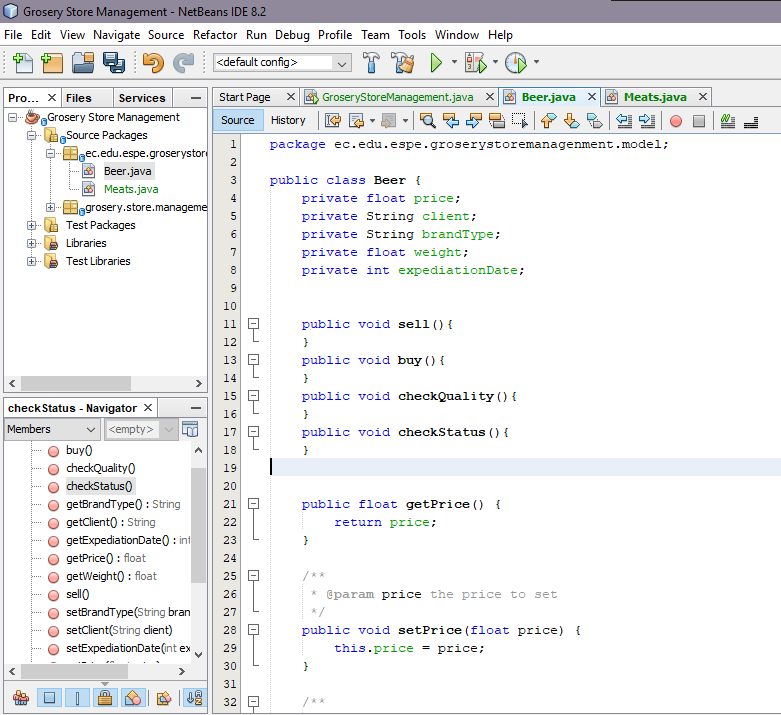 Grosery Store Management - NetBeans IDE 8.2
File Edit View Navigate Source Refactor Run Debug Profile Team Tools Window Help
<default config>
Pro... Files Services
Grosery Store Management
Source Packages
ec.edu.espe.groserystor
Beer.java
Meats.java
grosery.store.manageme
Test Packages
Libraries
Test Libraries
checkStatus - Navigator
Members <empty>
buy()
checkQuality()
checkStatus()
getBrandType() : String
getClient() : String
getExpediationDate() : int
getPrice() : float
getWeight() : float
sell()
setBrandType(String bran
setClient(String client)
setExpediationDate(int ex
Start Page GroseryStoreManagement.java Beer.java Meats.java
Source History
1 package ec.edu.espe.groserystoremanagenment.model;
2
3 public class Beer {
4 private float price;
5 private String client;
6 private String brandType;
7 private float weight;
8 private int expediationDate;
9
10
11 public void sell(){
12 }
13 public void buy(){
14 }
15 public void checkQuality(){
16 }
17 public void checkStatus(){
18 }
19
20
21 public float getPrice() {
22 return price;
23 }
24
25 /**
26 * @param price the price to set
27 */
28 public void setPrice(float price) {
29 this.price = price;
30 }
31
32 /**